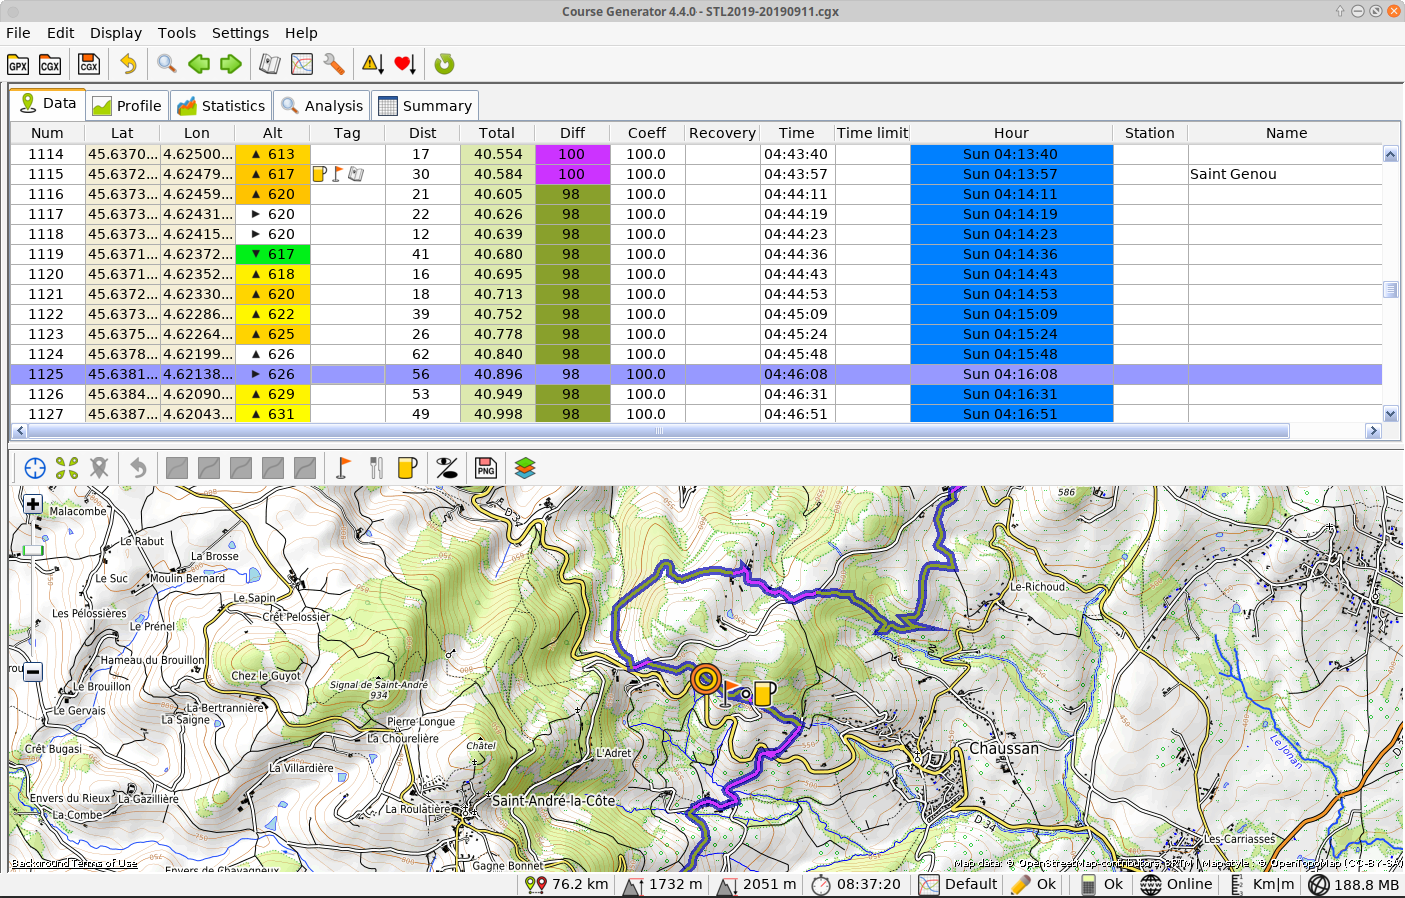 Course Generator 4.4.0 - STL2019-20190911.cgx
File Edit Display Tools Settings Help
GPX CGX CGX
Data Profile Statistics Analysis Summary
Num Lat Lon Alt Tag Dist Total Diff Coeff Recovery Time Time limit Hour Station Name
1114 45.6370... 4.62500... ▲ 613 17 40.554 100 100.0 04:43:40 Sun 04:13:40
1115 45.6372... 4.62479... ▲ 617 30 40.584 100 100.0 04:43:57 Sun 04:13:57 Saint Genou
1116 45.6373... 4.62459... ▲ 620 21 40.605 98 100.0 04:44:11 Sun 04:14:11
1117 45.6373... 4.62431... ► 620 22 40.626 98 100.0 04:44:19 Sun 04:14:19
1118 45.6373... 4.62415... ► 620 12 40.639 98 100.0 04:44:23 Sun 04:14:23
1119 45.6371... 4.62372... ▼ 617 41 40.680 98 100.0 04:44:36 Sun 04:14:36
1120 45.6371... 4.62352... ▲ 618 16 40.695 98 100.0 04:44:43 Sun 04:14:43
1121 45.6372... 4.62330... ▲ 620 18 40.713 98 100.0 04:44:53 Sun 04:14:53
1122 45.6373... 4.62286... ▲ 622 39 40.752 98 100.0 04:45:09 Sun 04:15:09
1123 45.6375... 4.62264... ▲ 625 26 40.778 98 100.0 04:45:24 Sun 04:15:24
1124 45.6378... 4.62199... ▲ 626 62 40.840 98 100.0 04:45:48 Sun 04:15:48
1125 45.6381... 4.62138... ► 626 56 40.896 98 100.0 04:46:08 Sun 04:16:08
1126 45.6384... 4.62090... ▲ 629 53 40.949 98 100.0 04:46:31 Sun 04:16:31
1127 45.6387... 4.62043... ▲ 631 49 40.998 98 100.0 04:46:51 Sun 04:16:51
PNG
586
Malacombe
D 34
Le Rabut
La Brosse
Le Suc
Moulin Bernard
Le-Richoud
Le Sapin
Les Pélossières
Crêt Pelossier
Le Prénel
Hameau du Brouillon
Chez le Guyot
Signal de Saint-André
934
Le Brouillon
Le Gervais
La Bertrannière
La Saigne
Pierre Longue
La Chourelière
Châtel
Crêt Bugasi
L'Adret
Chaussan
Le Jonan
La Villardière
Envers du Rieux
La Gazillière
La Roulatière
Saint-André-la-Côte
La Combe
D 34
Les-Carriasses
Gagne Bonnet
Envers de Chavagneux
Background Terms of Use
Map data: © OpenStreetMap-contributors, SRTM | Mapstyle: © OpenTopoMap (CC-BY-SA)
76.2 km 1732 m 2051 m 08:37:20 Default Ok Ok Online Km|m 188.8 MB